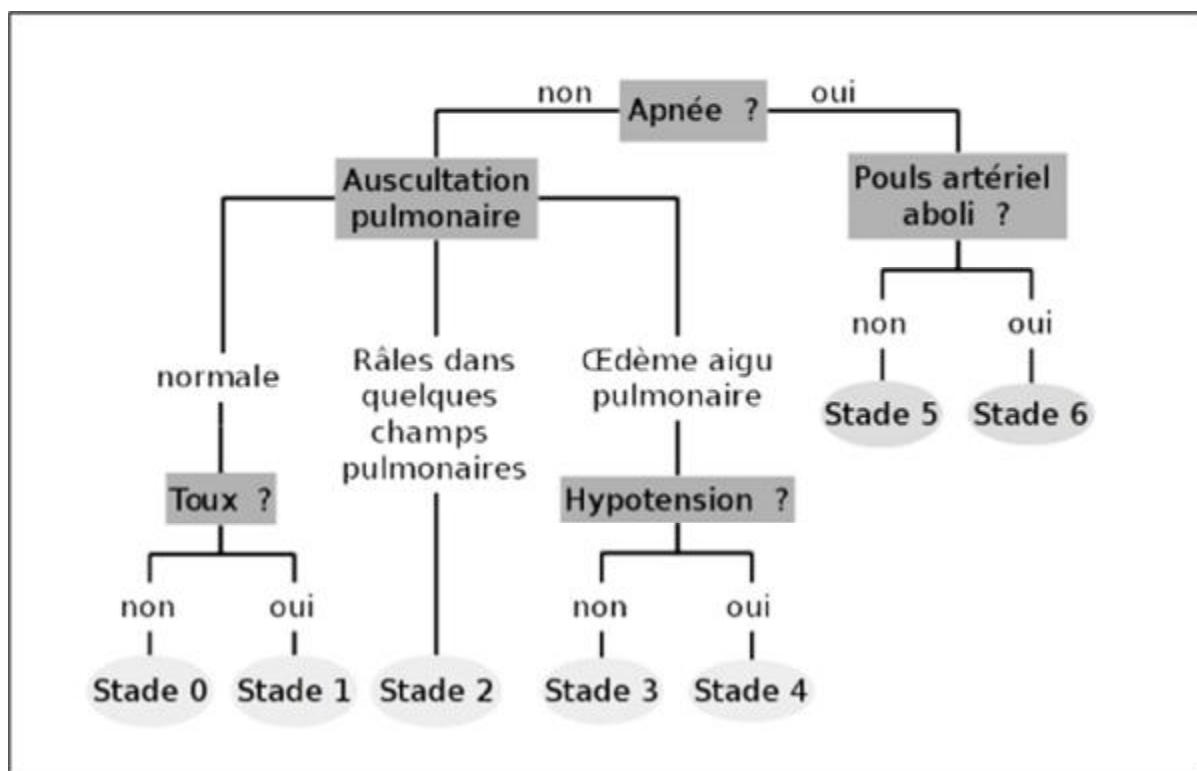 non
Apnée ?
oui
Auscultation
pulmonaire
Pouls artériel
aboli ?
non
oui
Stade 5
Stade 6
normale
Râles dans
quelques
champs
pulmonaires
Œdème aigu
pulmonaire
Toux ?
Hypotension ?
non
oui
non
oui
Stade 0
Stade 1
Stade 2
Stade 3
Stade 4